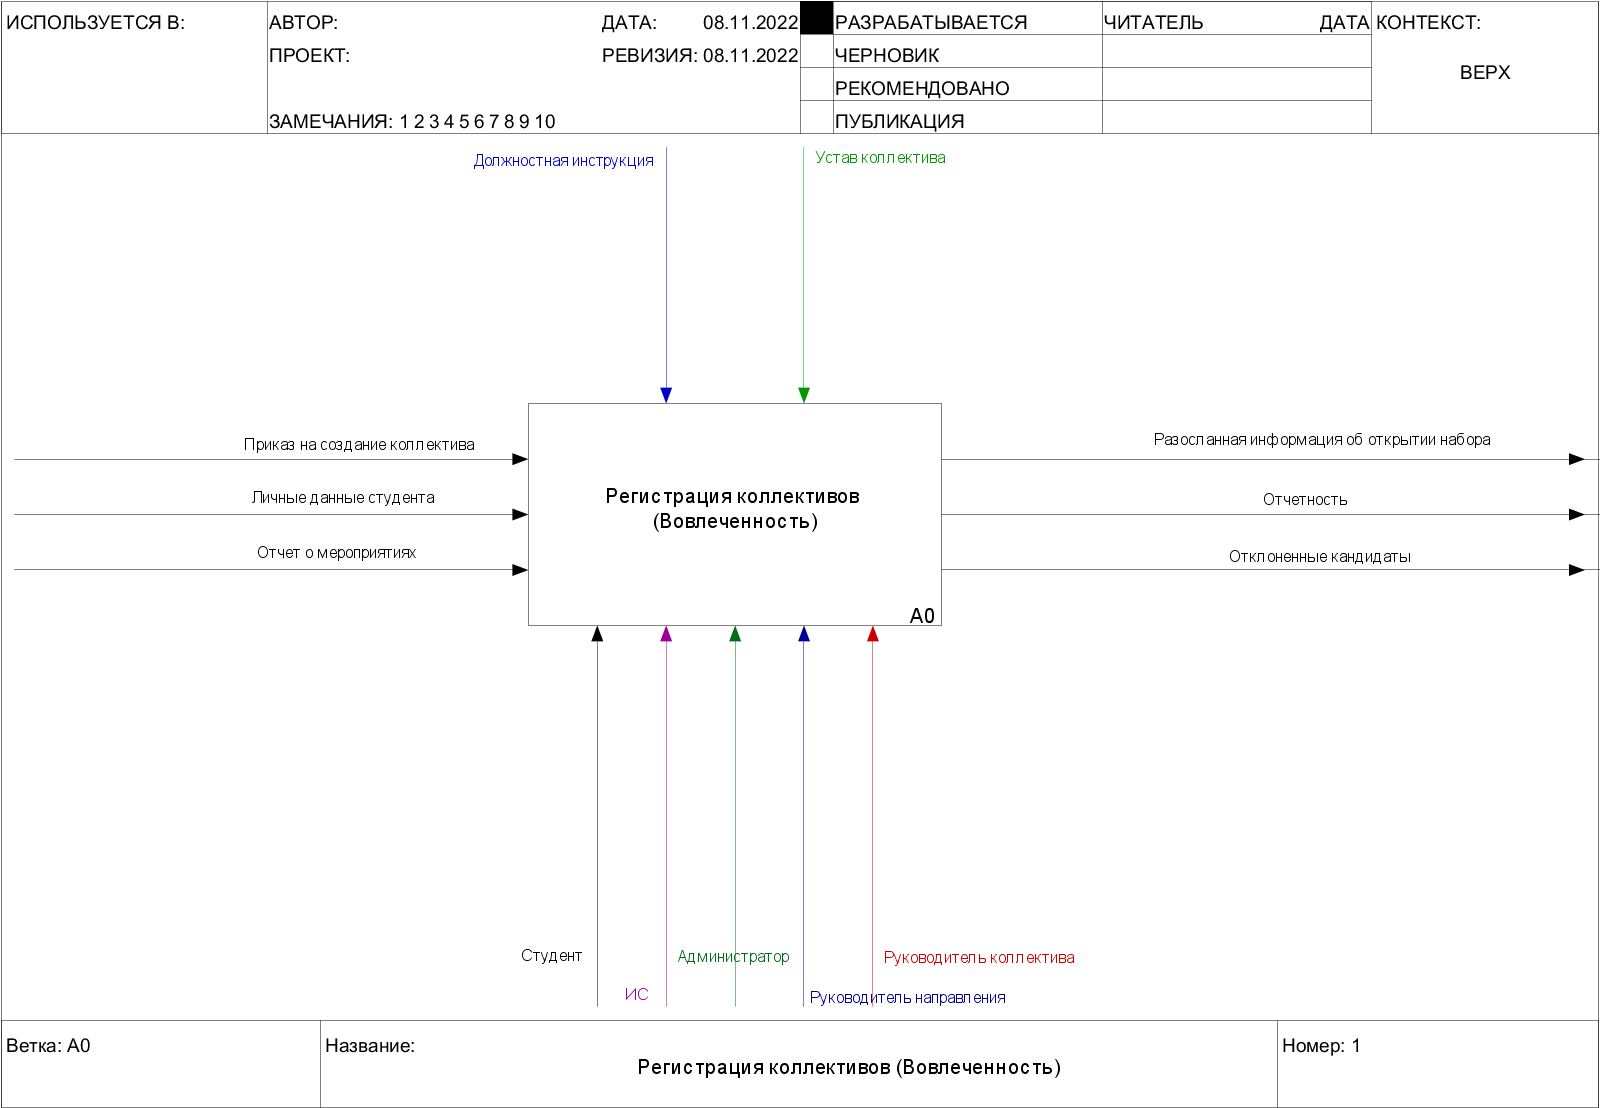 ИСПОЛЬЗУЕТСЯ В:
АВТОР:
ДАТА: 08.11.2022
РАЗРАБАТЫВАЕТСЯ
ЧИТАТЕЛЬ
ДАТА
КОНТЕКСТ:
ПРОЕКТ:
РЕВИЗИЯ: 08.11.2022
ЧЕРНОВИК
ВЕРХ
РЕКОМЕНДОВАНО
ЗАМЕЧАНИЯ: 1 2 3 4 5 6 7 8 9 10
ПУБЛИКАЦИЯ
Должностная инструкция
Устав коллектива
Приказ на создание коллектива
Личные данные студента
Отчет о мероприятиях
Регистрация коллективов
(Вовлеченность)
A0
Разосланная информация об открытии набора
Отчетность
Отклоненные кандидаты
Студент
ИС
Администратор
Руководитель направления
Руководитель коллектива
Ветка: A0
Название:
Регистрация коллективов (Вовлеченность)
Номер: 1